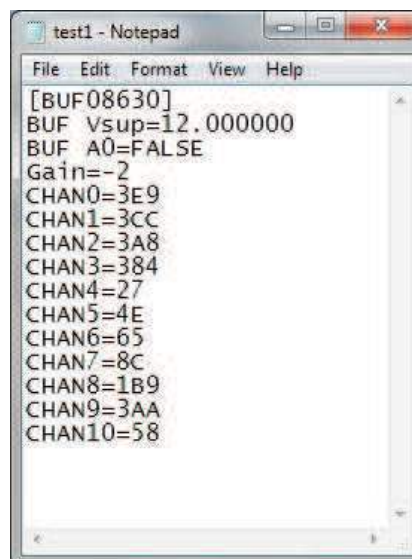 test1 - Notepad
File Edit Format View Help
[BUF08630]
BUF Vsup=12.000000
BUF A0=FALSE
Gain=-2
CHAN0=3E9
CHAN1=3CC
CHAN2=3A8
CHAN3=384
CHAN4=27
CHAN5=4E
CHAN6=65
CHAN7=8C
CHAN8=1B9
CHAN9=3AA
CHAN10=58